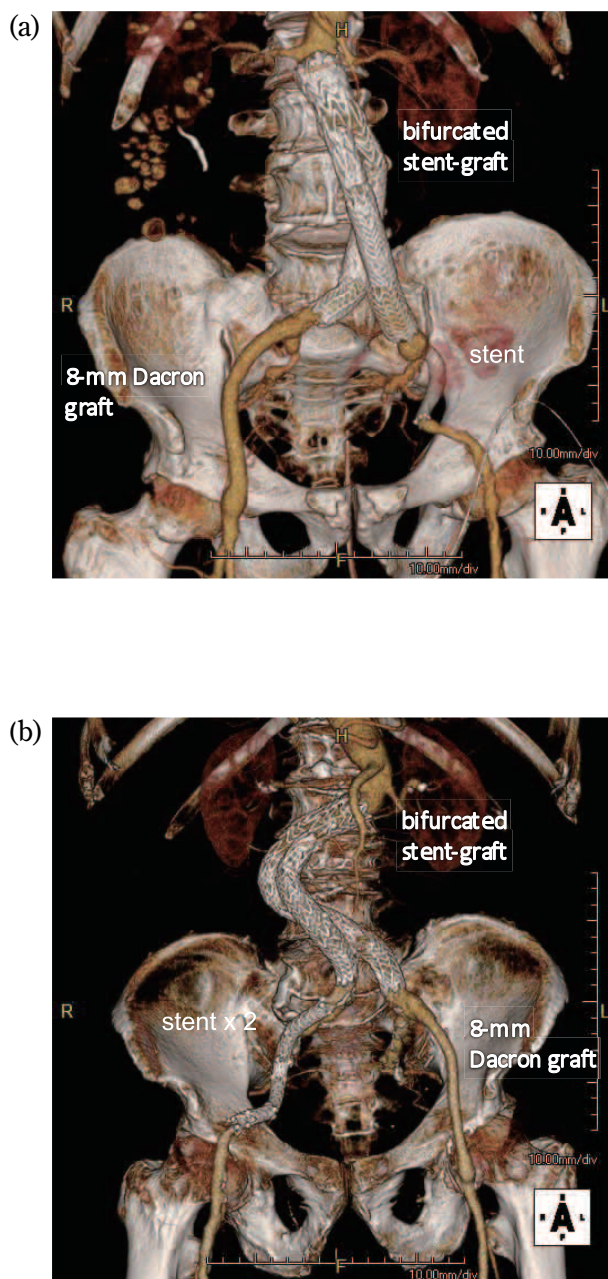 (a)
H
bifurcated
stent-graft
R
L
stent
8-mm Dacron
graft
10.00mm/div
A
L
F
10.00mm/div
(b)
H
bifurcated
stent-graft
R
L
stent x 2
8-mm
Dacron graft
10.00mm/div
A
L
F
10.00mm/div